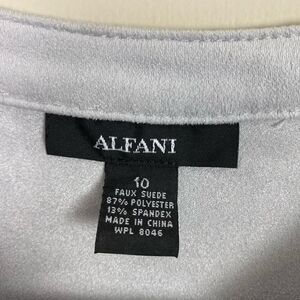 ALFANI
10
FAUX SUEDE
87% POLYESTER
13% SPANDEX
MADE IN CHINA
WPL 8046